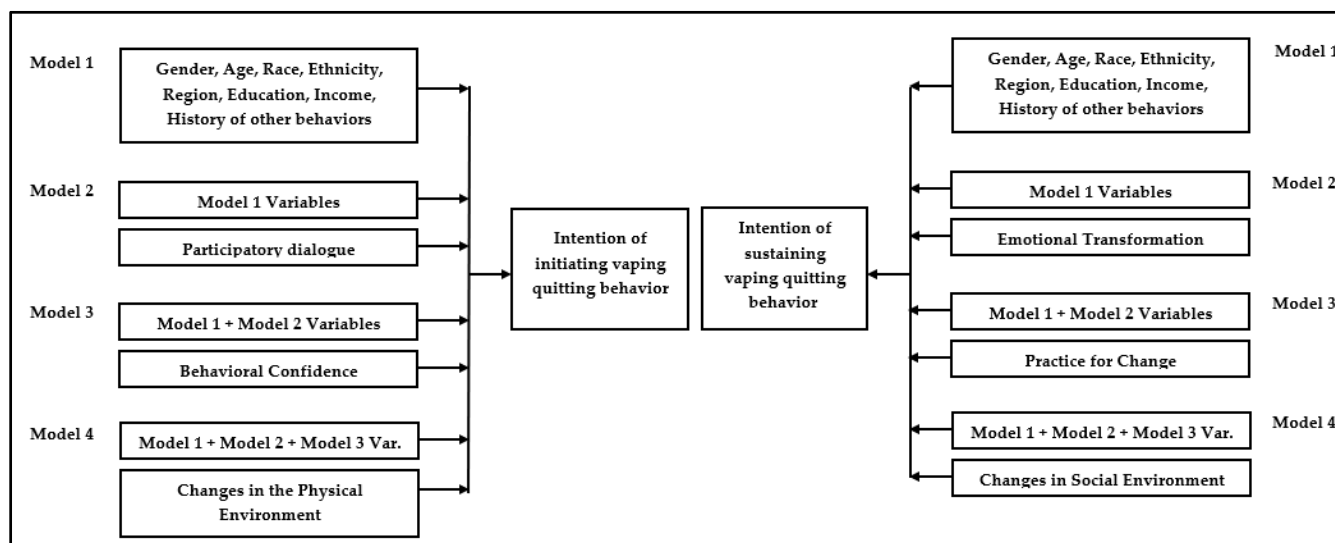 Model 1
Gender, Age, Race, Ethnicity,
Region, Education, Income,
History of other behaviors
Model 2
Model 1 Variables
Participatory dialogue
Model 3
Model 1 + Model 2 Variables
Behavioral Confidence
Model 4
Model 1 + Model 2 + Model 3 Var.
Changes in the Physical
Environment
Intention of
initiating vaping
quitting behavior
Intention of
sustaining
vaping quitting
behavior
Gender, Age, Race, Ethnicity,
Region, Education, Income,
History of other behaviors
Model 1
Model 1 Variables
Model 2
Emotional Transformation
Model 1 + Model 2 Variables
Model 3
Practice for Change
Model 1 + Model 2 + Model 3 Var.
Model 4
Changes in Social Environment